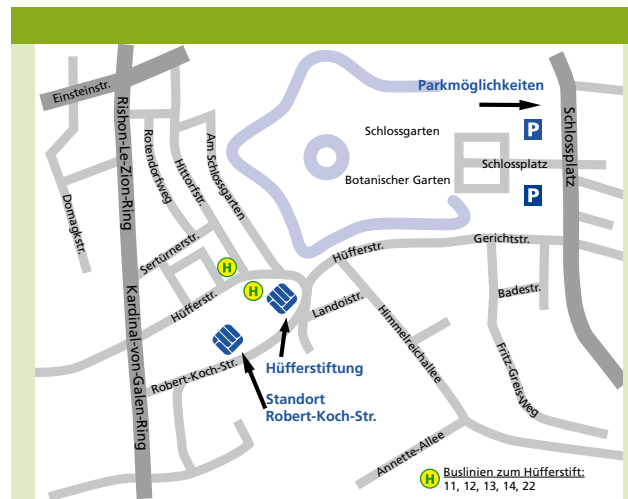 Einsteinstr.
Parkmöglichkeiten
Rishon-Le-Zion-Ring
Rotendorfweg
Hittorfstr.
Am Schlossgarten
Schlossgarten
P
Schlossplatz
Schlossplatz
Botanischer Garten
P
Domagkstr.
Sertürnerstr.
Hüfferstr.
Gerichtstr.
H
H
Hüfferstr.
Landoistr.
Badestr.
Kardinal-von-Galen-Ring
Himmelreichallee
Fritz-Greis-Weg
Robert-Koch-Str.
Hüfferstiftung
Standort
Robert-Koch-Str.
Annette-Allee
H Buslinien zum Hüfferstift:
11, 12, 13, 14, 22